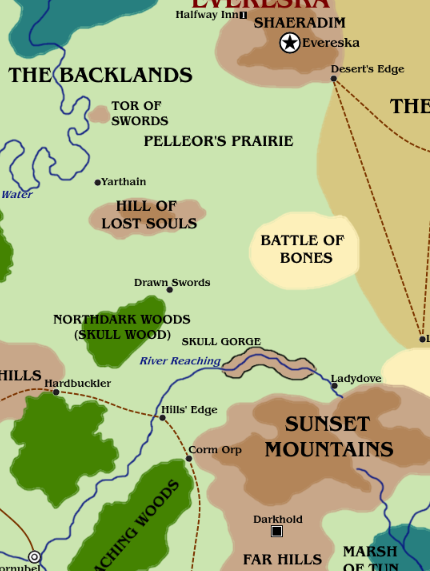 EVERESKA
Halfway Inn
SHAERADIM
Evereska
THE BACKLANDS
Desert's Edge
TOR OF
SWORDS
THE
PELLEOR'S PRAIRIE
Yarthain
Water
HILL OF
LOST SOULS
BATTLE OF
BONES
Drawn Swords
NORTHDARK WOODS
(SKULL WOOD)
SKULL GORGE
L
River Reaching
HILLS
Hardbuckler
Ladydove
Hills' Edge
SUNSET
MOUNTAINS
Corn Orp
ACHING WOODS
Darkhold
FAR HILLS
MARSH
OF TUN
ornubel